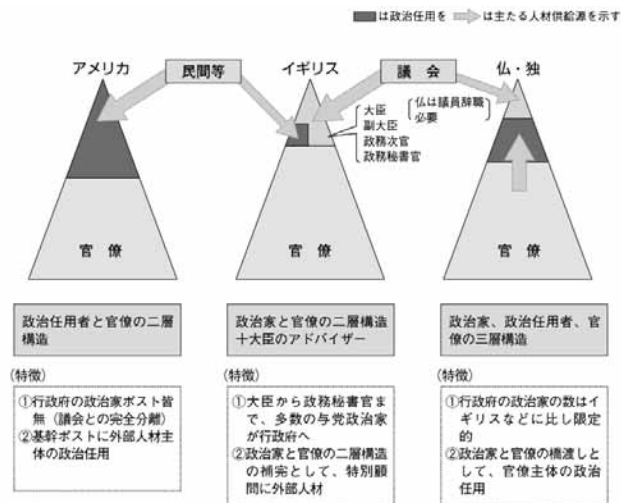 ■は政治任用を ⇨は主たる人材供給源を示す
アメリカ
民間等
イギリス
議会
仏・独
大臣
副大臣
政務次官
政務秘書官
仏は議員辞職
必要
官僚
官僚
官僚
政治任用者と官僚の二層
構造
政治家と官僚の二層構造
十大臣のアドバイザー
政治家、政治任用者、官
僚の三層構造
(特徴)
①行政府の政治家ポスト皆
無(議会との完全分離)
②基幹ポストに外部人材主
体の政治任用
(特徴)
①大臣から政務秘書官ま
で、多数の与党政治家
が行政府へ
②政治家と官僚の二層構造
の補完として、特別顧
問に外部人材
(特徴)
①行政府の政治家の数はイ
ギリスなどに比し限定
的
②政治家と官僚の橋渡しと
して、官僚主体の政治
任用